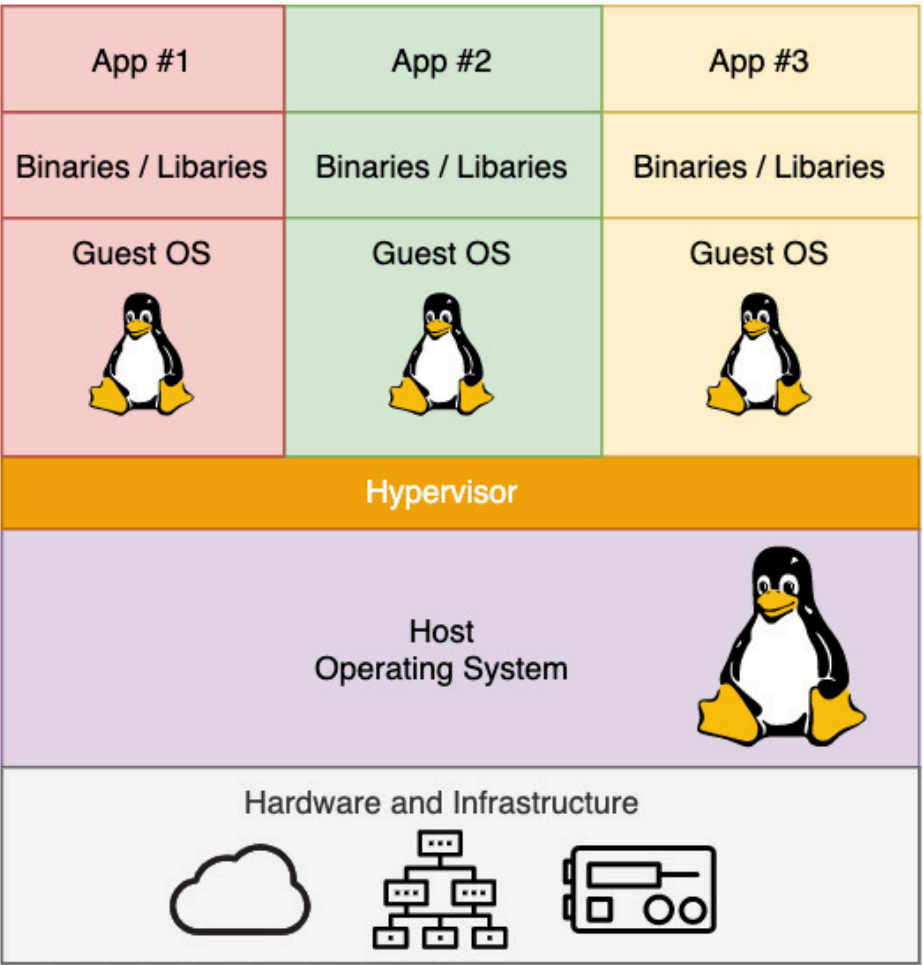 App #1
App #2
App #3
Binaries / Libaries
Binaries / Libaries
Binaries / Libaries
Guest OS
Guest OS
Guest OS
Hypervisor
Host
Operating System
Hardware and Infrastructure